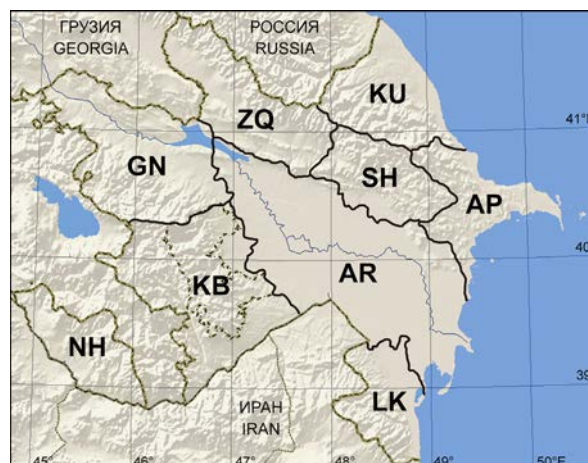 ГРУЗИЯ
GEORGIA
РОССИЯ
RUSSIA
KU
ZQ
41°
GN
SH
AP
40
AR
KB
NH
39
ИРАН
IRAN
LK
45°
46°
47°
48°
49°
50°E